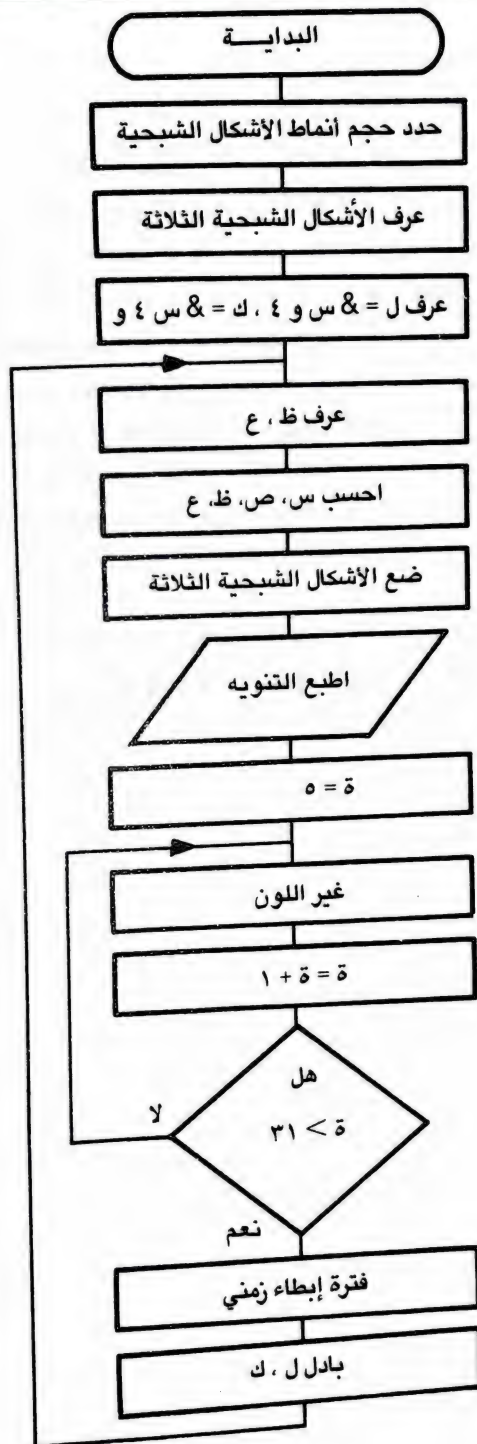 البدايـــة
حدد حجم أنماط الأشكال الشبحية
عرف الأشكال الشبحية الثلاثة
عرف ل = & س و ٤ ، ك = & س ٤ و
عرف ظ ، ع
احسب س، ص، ظ، ع
ضع الأشكال الشبحية الثلاثة
اطبع التنويه
ة = ٥
غير اللون
ة = ة + ١
هل
ة > ٣١
لا
نعم
فترة إبطاء زمني
بادل ل ، ك